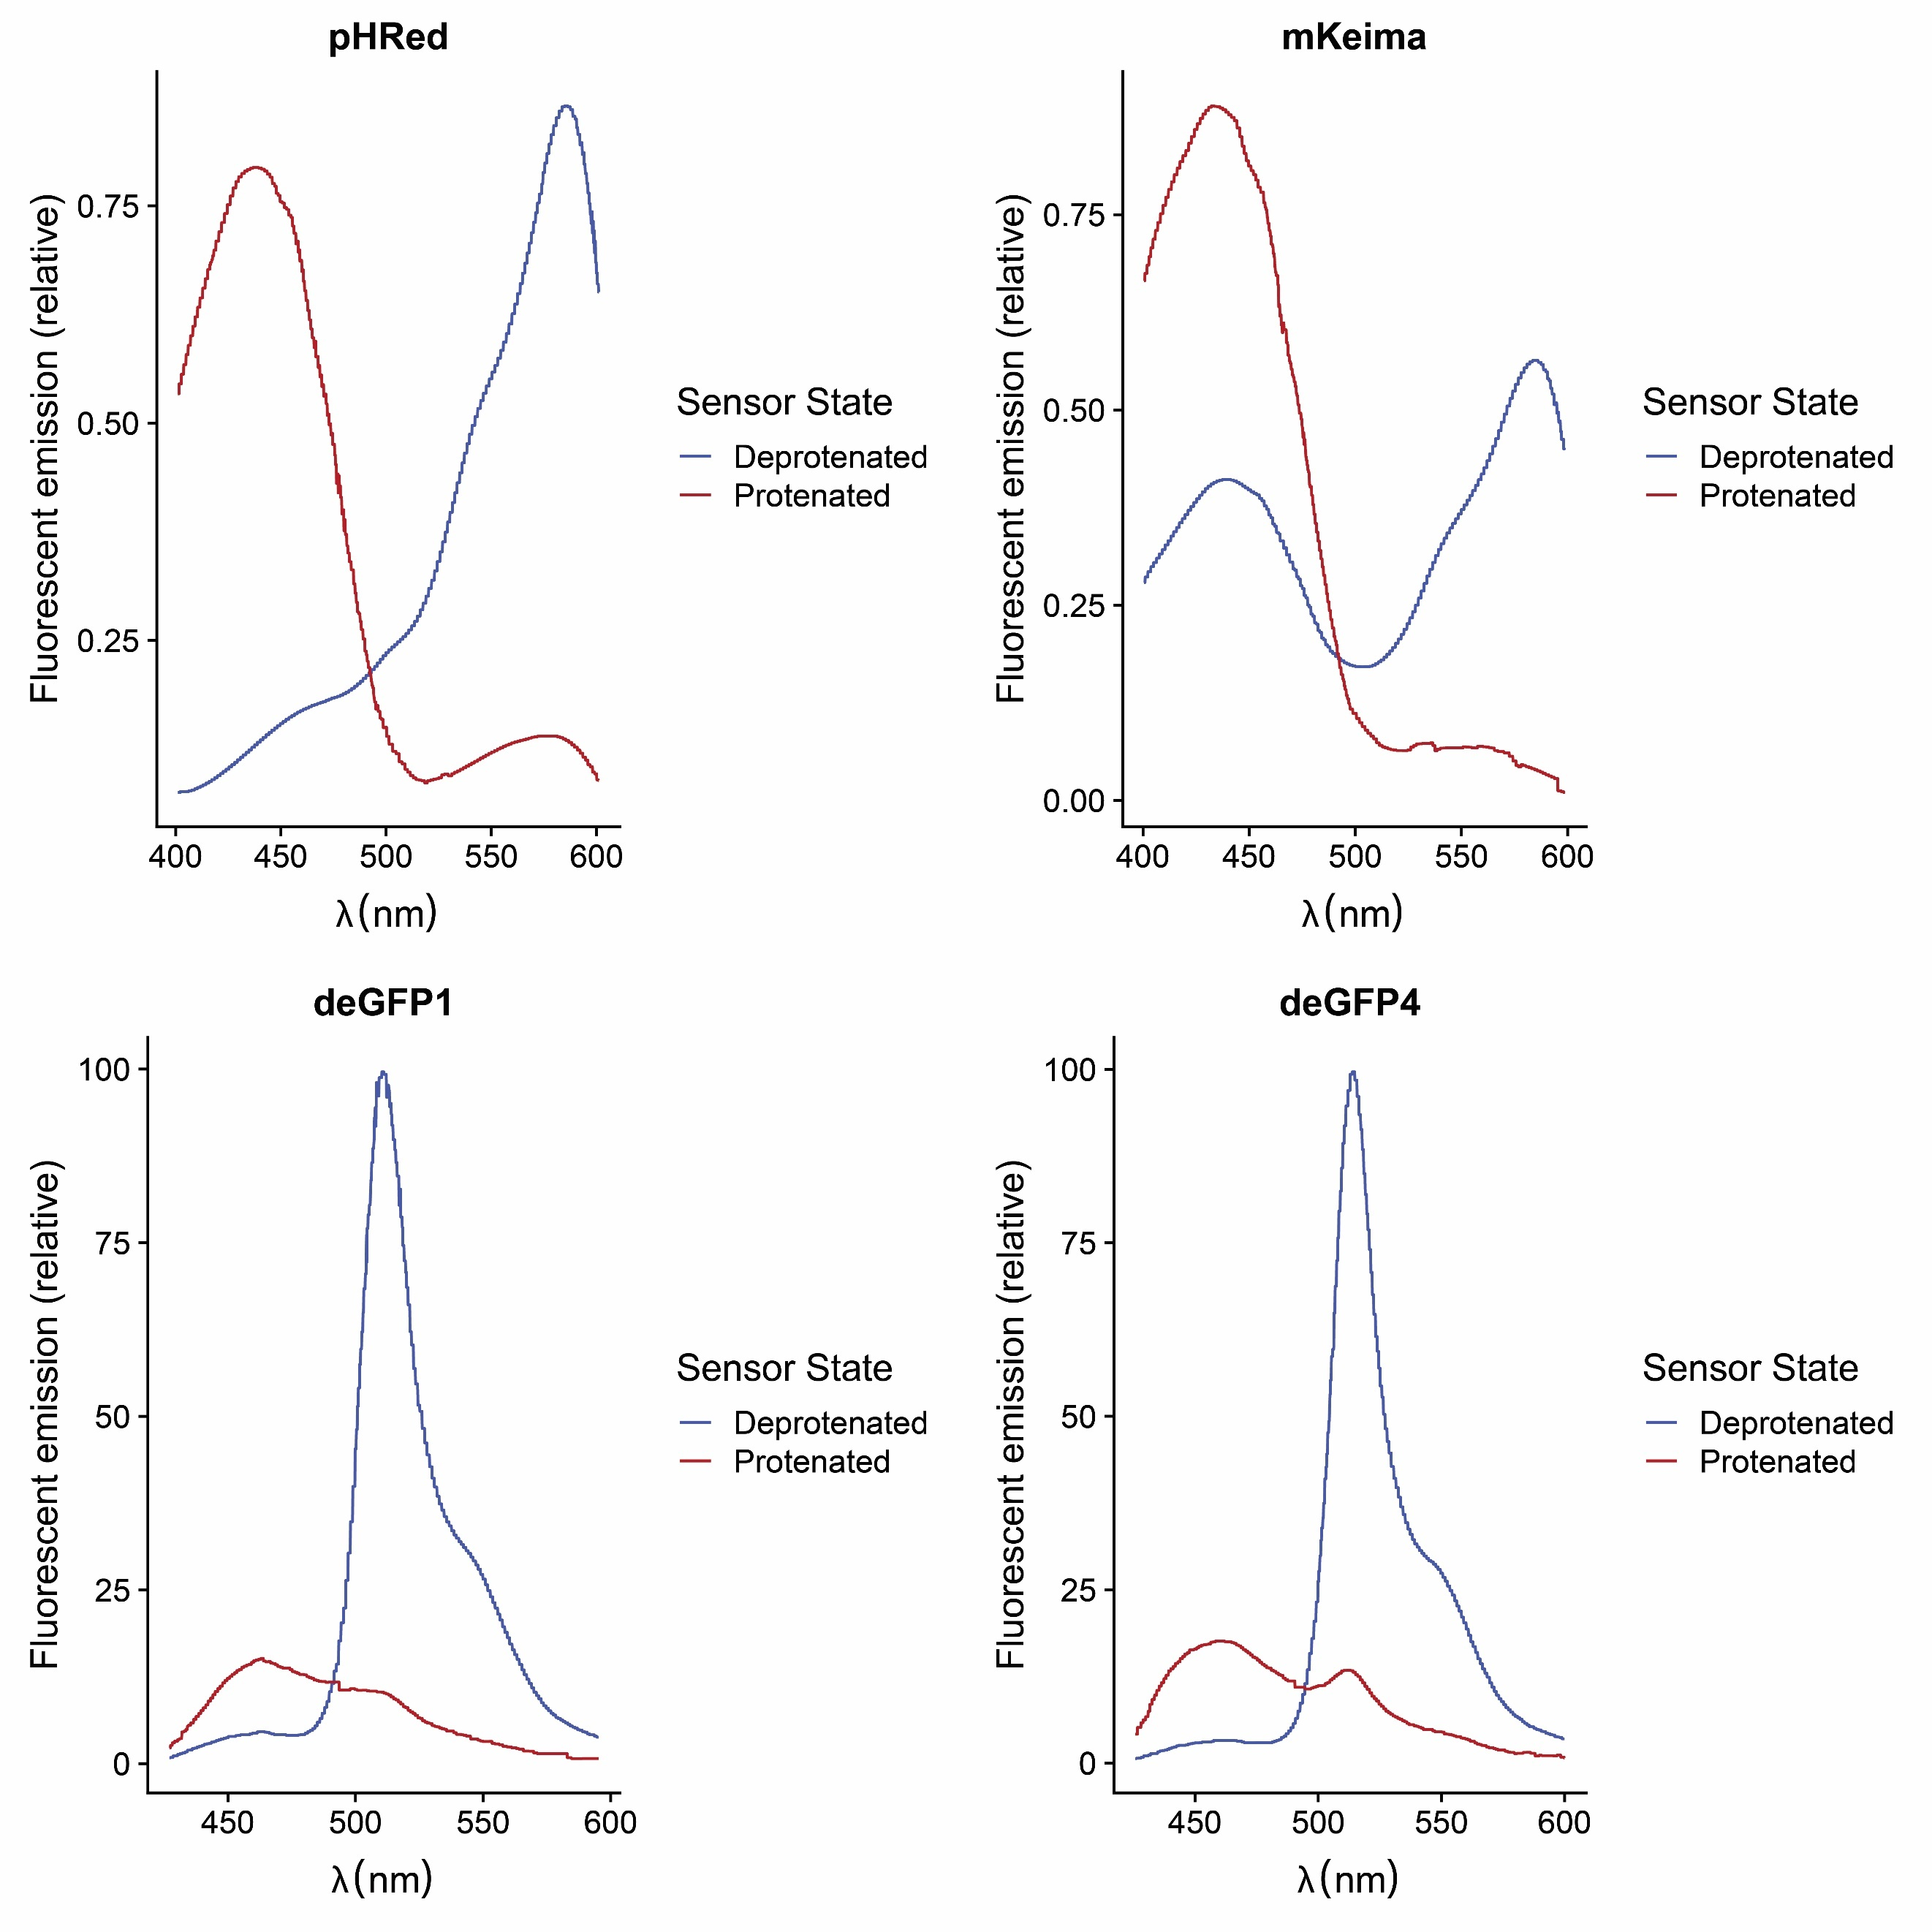 pHRed
Fluorescent emission (relative)
0.75
0.50
0.25
400 450 500 550 600
λ(nm)
Sensor State
Deprotenated
Protenated
mKeima
Fluorescent emission (relative)
0.75
0.50
0.25
0.00
400 450 500 550 600
λ(nm)
Sensor State
Deprotenated
Protenated
deGFP1
Fluorescent emission (relative)
100
75
50
25
0
450 500 550 600
λ(nm)
Sensor State
Deprotenated
Protenated
deGFP4
Fluorescent emission (relative)
100
75
50
25
0
450 500 550 600
λ(nm)
Sensor State
Deprotenated
Protenated